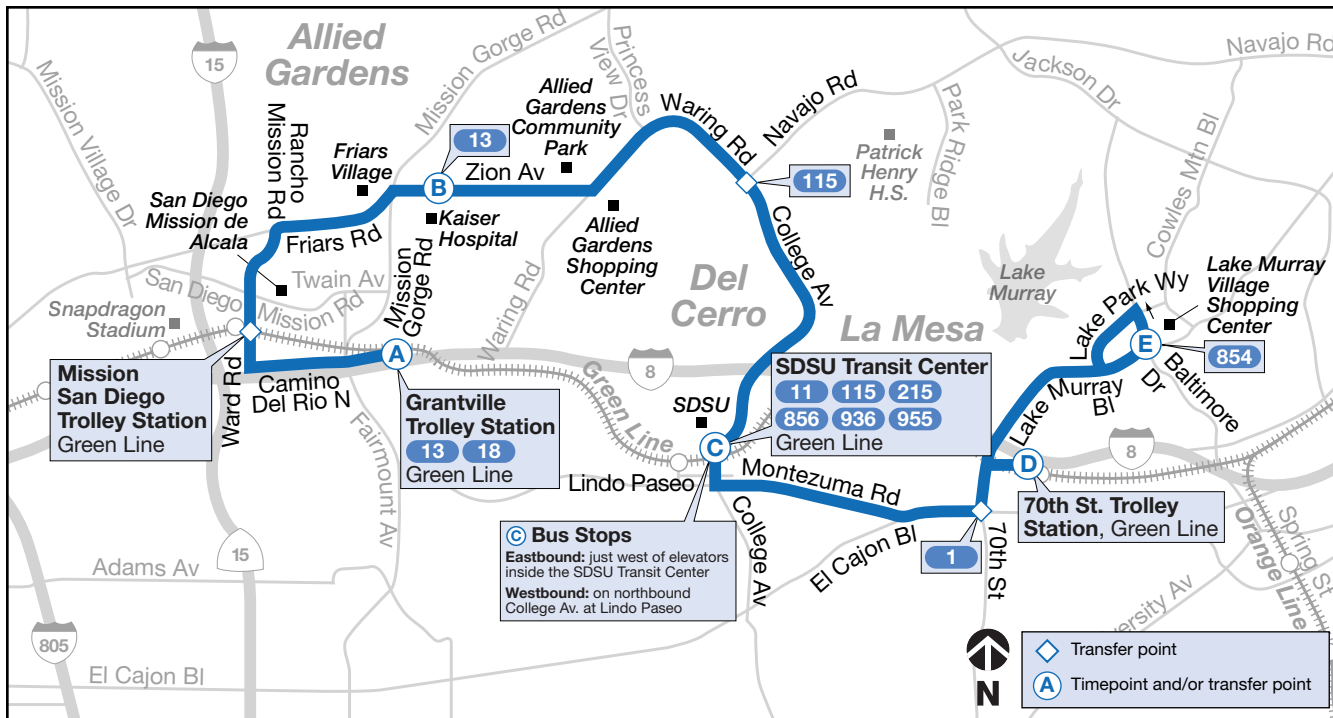 Allied
Gardens
15
Mission Gorge Rd
Princess
View Dr
Navajo Rd
Jackson Dr
Mission Village Dr
Rancho
Mission Rd
Friars
Village
13
Allied
Gardens
Community
Park
Waring Rd
Navajo Rd
Park Ridge Bl
Patrick
Henry
H.S.
115
Cowles Mtn Bl
B
Zion Av
San Diego
Mission de
Alcala
Friars Rd
Kaiser
Hospital
Allied
Gardens
Shopping
Center
College Av
Twain Av
Mission
Gorge Rd
Waring Rd
Del
Cerro
Lake
Murray
Lake Park Wy
Lake Murray
Village
Shopping
Center
San Diego Mission Rd
Snapdragon
Stadium
La Mesa
A
E
854
Mission
San Diego
Trolley Station
Green Line
Ward Rd
Camino
Del Rio N
8
Green Line
SDSU Transit Center
11 115 215
856 936 955
Green Line
Lake Murray
Bl
Baltimore
Dr
Grantville
Trolley Station
13 18
Green Line
Fairmount Av
SDSU
C
Lindo Paseo
Montezuma Rd
D
8
70th St. Trolley
Station, Green Line
C Bus Stops
Eastbound: just west of elevators
inside the SDSU Transit Center
Westbound: on northbound
College Av. at Lindo Paseo
College Av
El Cajon Bl
1
70th St
Orange Line
Spring St
15
Adams Av
805
El Cajon Bl
N
Transfer point
A Timepoint and/or transfer point